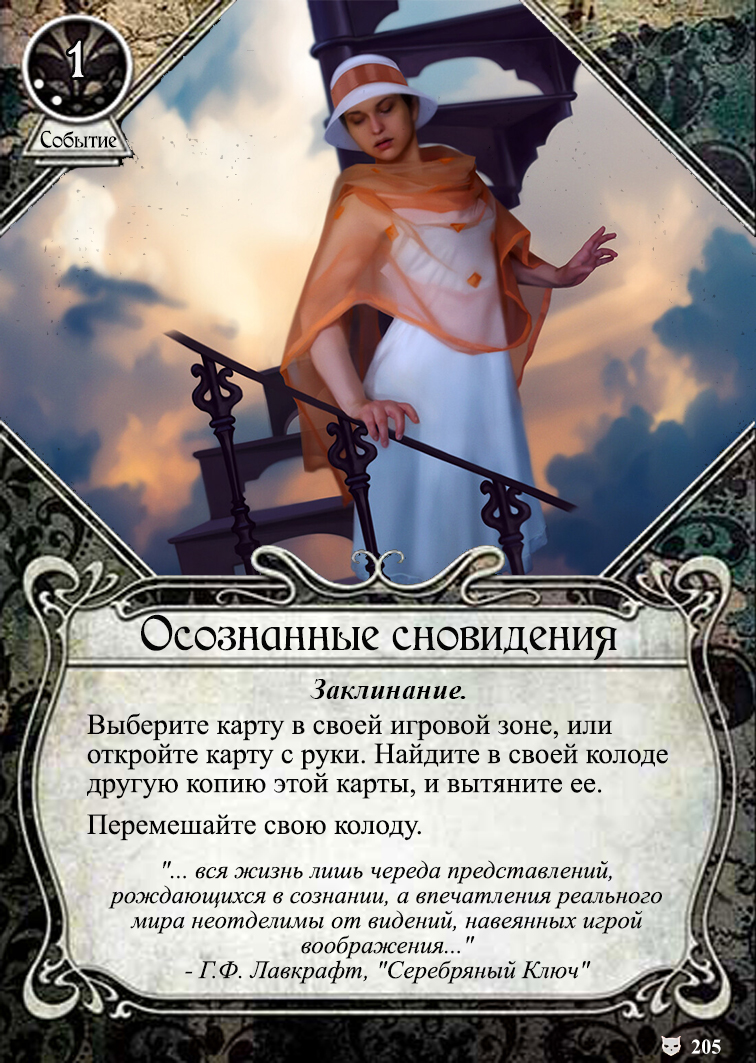 1
Событие
Осознанные сновидения
Заклинание.
Выберите карту в своей игровой зоне, или
откройте карту с руки. Найдите в своей колоде
другую копию этой карты, и вытяните ее.
Перемешайте свою колоду.
"... вся жизнь лишь череда представлений,
рождающихся в сознании, а впечатления реального
мира неотделимы от видений, навеянных игрой
воображения..."
- Г.Ф. Лавкрафт, "Серебряный Ключ"
205